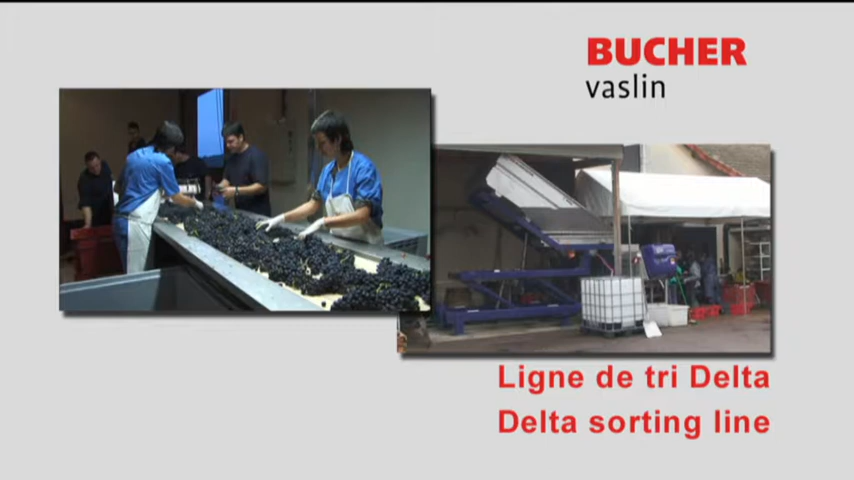 BUCHER
vaslin
Ligne de tri Delta
Delta sorting line